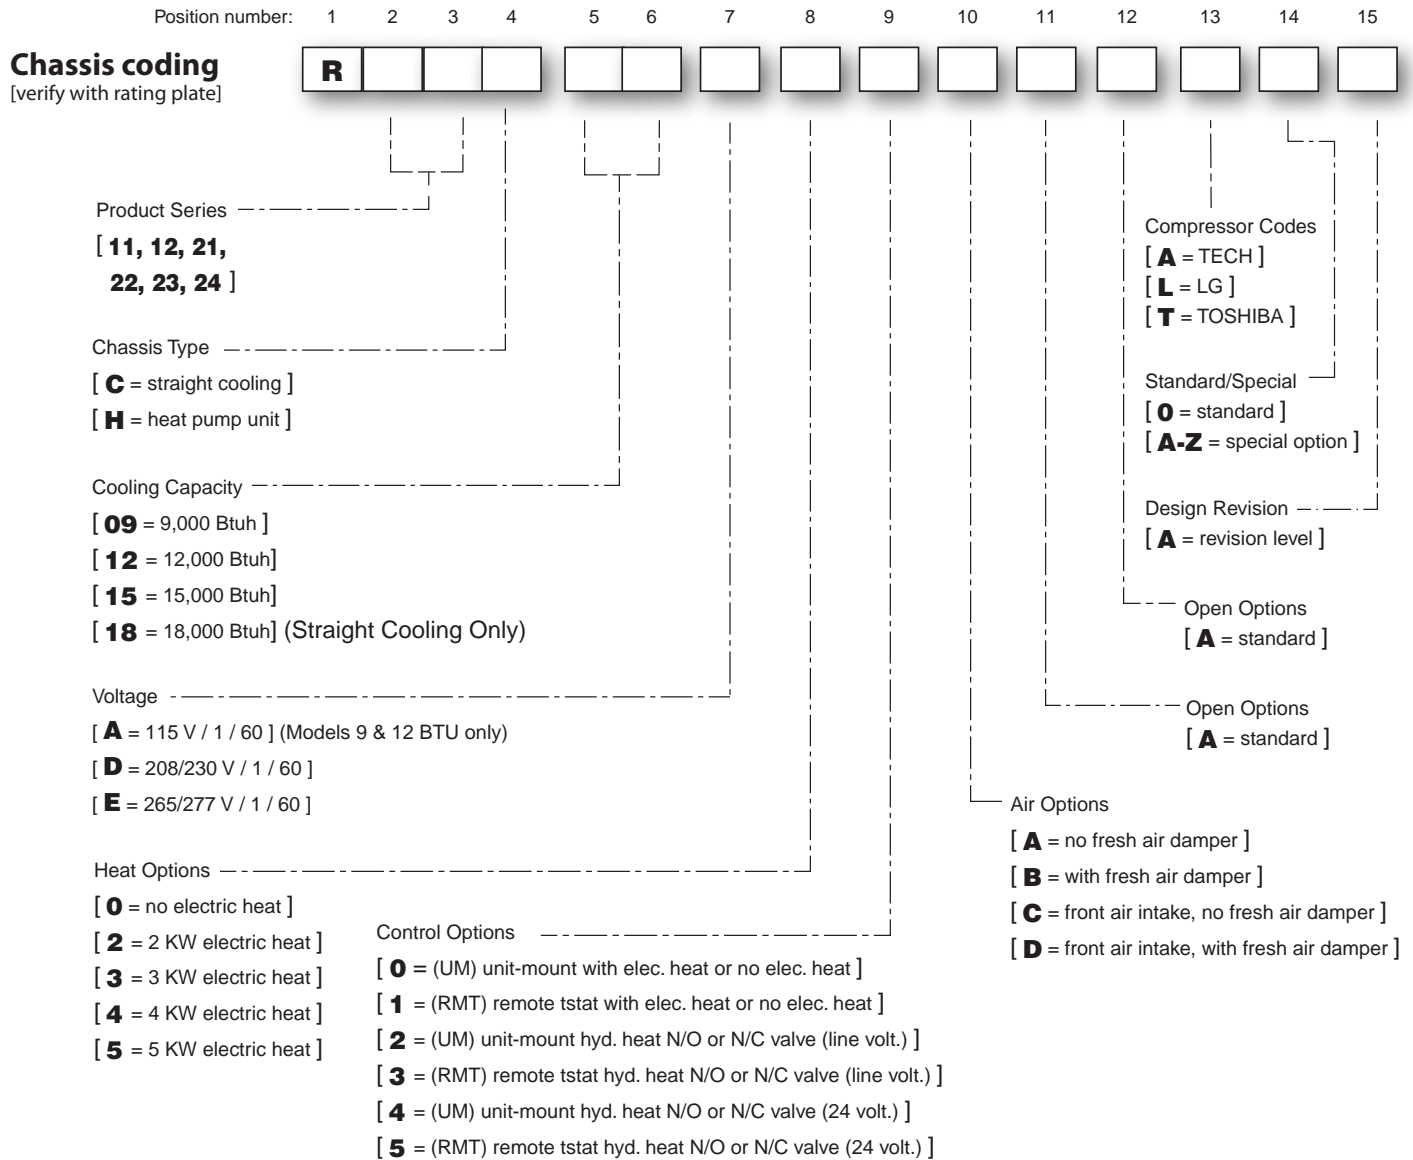 Position number: 1 2 3 4 5 6 7 8 9 10 11 12 13 14 15
Chassis coding
[verify with rating plate]
R
Product Series
[ 11, 12, 21,
22, 23, 24 ]
Chassis Type
[ C = straight cooling ]
[ H = heat pump unit ]
Cooling Capacity
[ 09 = 9,000 Btuh ]
[ 12 = 12,000 Btuh]
[ 15 = 15,000 Btuh]
[ 18 = 18,000 Btuh] (Straight Cooling Only)
Voltage
[ A = 115 V / 1 / 60 ] (Models 9 & 12 BTU only)
[ D = 208/230 V / 1 / 60 ]
[ E = 265/277 V / 1 / 60 ]
Heat Options
[ 0 = no electric heat ]
[ 2 = 2 KW electric heat ]
[ 3 = 3 KW electric heat ]
[ 4 = 4 KW electric heat ]
[ 5 = 5 KW electric heat ]
Control Options
[ 0 = (UM) unit-mount with elec. heat or no elec. heat ]
[ 1 = (RMT) remote tstat with elec. heat or no elec. heat ]
[ 2 = (UM) unit-mount hyd. heat N/O or N/C valve (line volt.) ]
[ 3 = (RMT) remote tstat hyd. heat N/O or N/C valve (line volt.) ]
[ 4 = (UM) unit-mount hyd. heat N/O or N/C valve (24 volt.) ]
[ 5 = (RMT) remote tstat hyd. heat N/O or N/C valve (24 volt.) ]
Compressor Codes
[ A = TECH ]
[ L = LG ]
[ T = TOSHIBA ]
Standard/Special
[ 0 = standard ]
[ A-Z = special option ]
Design Revision
[ A = revision level ]
Open Options
[ A = standard ]
Open Options
[ A = standard ]
Air Options
[ A = no fresh air damper ]
[ B = with fresh air damper ]
[ C = front air intake, no fresh air damper ]
[ D = front air intake, with fresh air damper ]